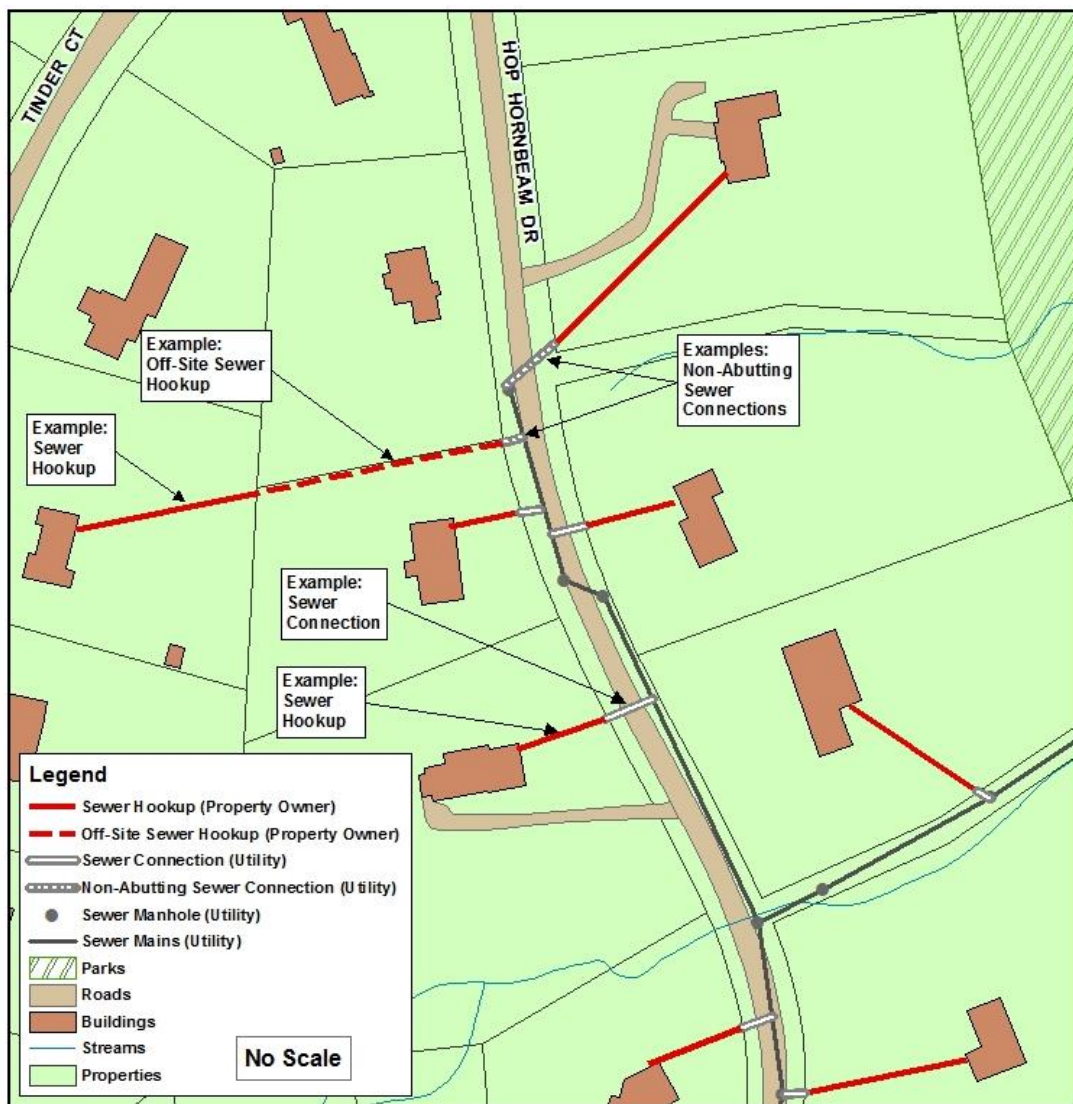 TINDER CT
HOP HORNBEAM DR
Example:
Off-Site Sewer
Hookup
Examples:
Non-Abutting
Sewer
Connections
Example:
Sewer
Hookup
Example:
Sewer
Connection
Example:
Sewer
Hookup
Legend
Sewer Hookup (Property Owner)
Off-Site Sewer Hookup (Property Owner)
Sewer Connection (Utility)
Non-Abutting Sewer Connection (Utility)
Sewer Manhole (Utility)
Sewer Mains (Utility)
Parks
Roads
Buildings
Streams
Properties
No Scale